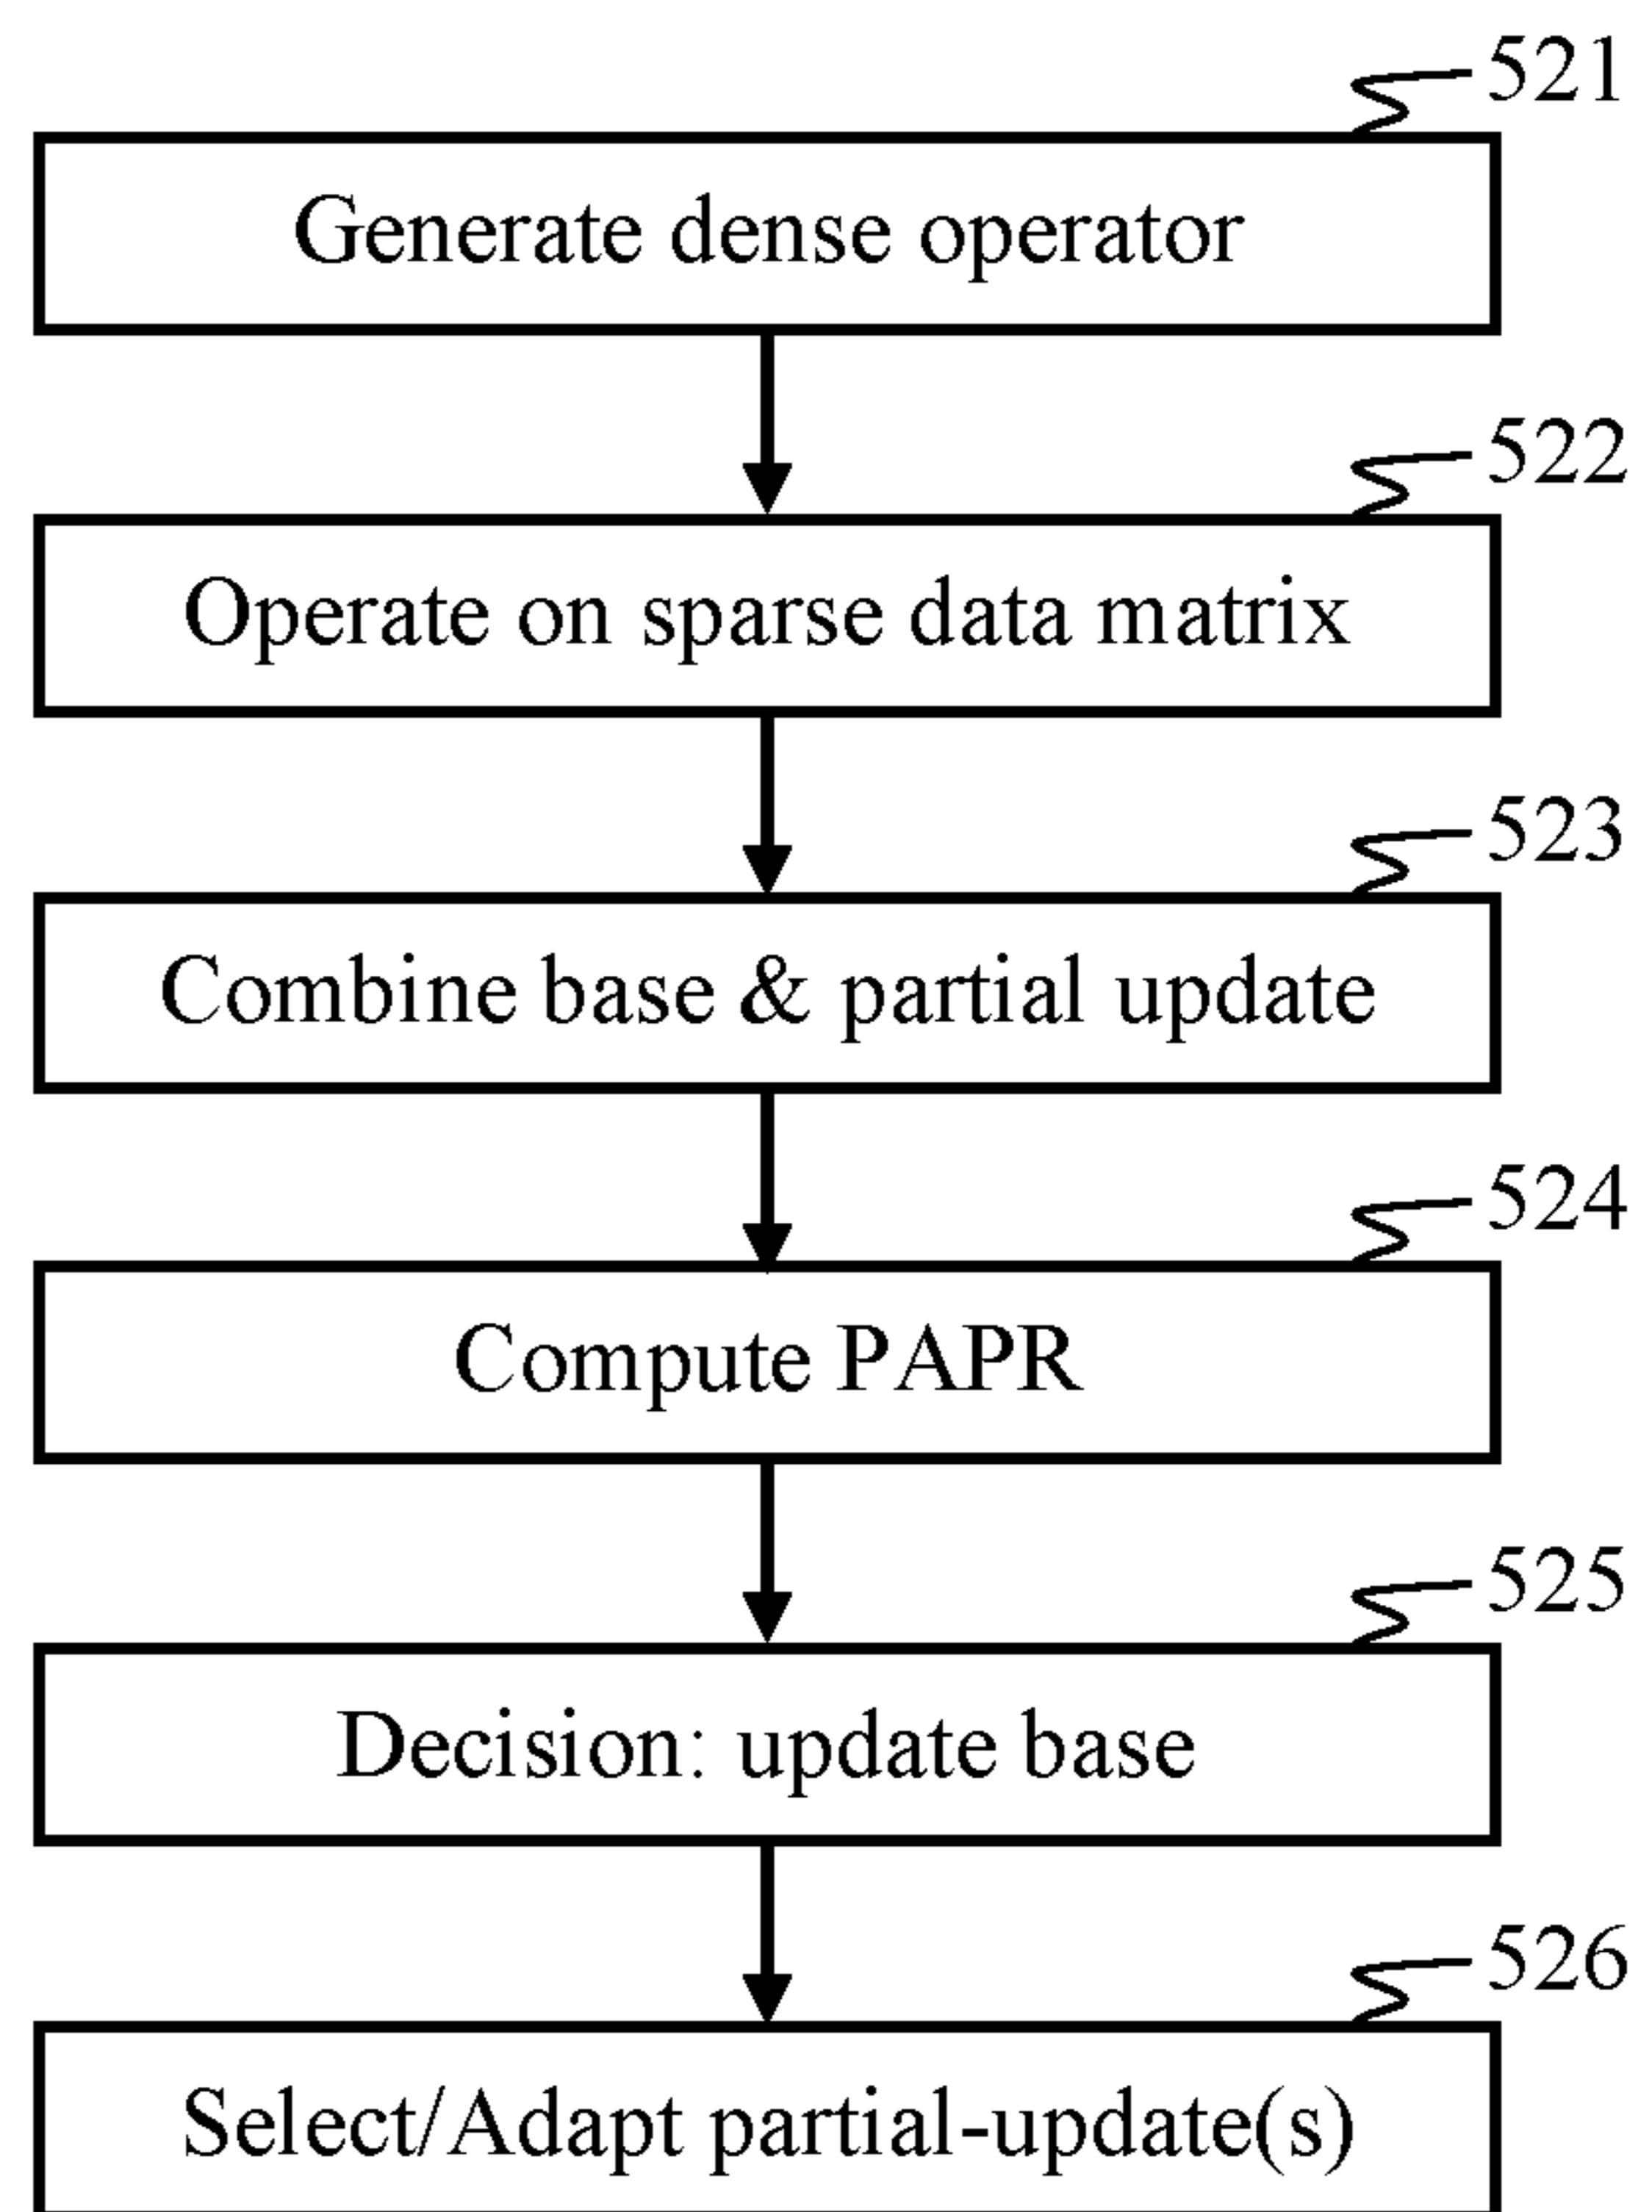 521
Generate dense operator
522
Operate on sparse data matrix
523
Combine base & partial update
524
Compute PAPR
525
Decision: update base
526
Select/Adapt partial-update(s)